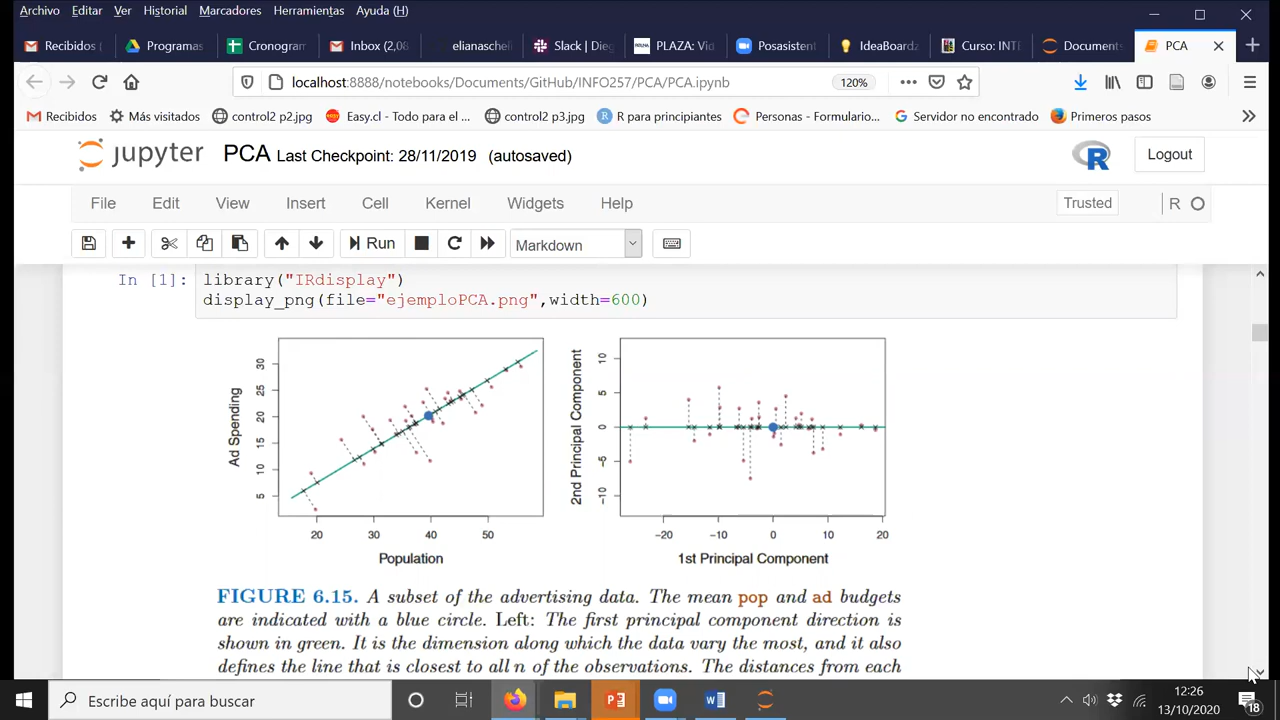 Archivo Editar Ver Historial Marcadores Herramientas Ayuda (H)
Recibidos ( Programas Cronogram Inbox (2,08 elianaschei Slack | Dieg PLAZA: Vid Posasistent IdeaBoardz Curso: INTE Documents PCA
localhost:8888/notebooks/Documents/GitHub/INFO257/PCA/PCA.ipynb 120%
Recibidos Más visitados control2 p2.jpg Easy.cl - Todo para el ... control2 p3.jpg R para principiantes Personas - Formulario... Servidor no encontrado Primeros pasos
jupyter PCA Last Checkpoint: 28/11/2019 (autosaved) R Logout
File Edit View Insert Cell Kernel Widgets Help Trusted R
Run Markdown
In [1]: library("IRdisplay")
display_png(file="ejemploPCA.png",width=600)
Ad Spending
30
25
20
15
10
5
20 30 40 50
Population
2nd Principal Component
10
5
0
−5
−10
−20 −10 0 10 20
1st Principal Component
FIGURE 6.15. A subset of the advertising data. The mean pop and ad budgets
are indicated with a blue circle. Left: The first principal component direction is
shown in green. It is the dimension along which the data vary the most, and it also
defines the line that is closest to all n of the observations. The distances from each
Escribe aquí para buscar
12:26
13/10/2020
18